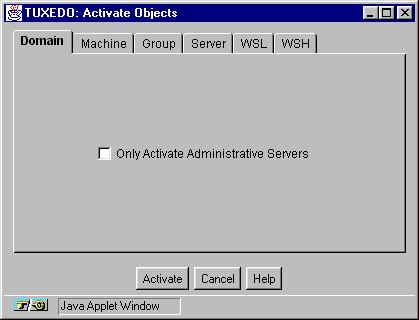 TUXEDO: Activate Objects
Domain Machine Group Server WSL WSH
Only Activate Administrative Servers
Activate Cancel Help
Java Applet Window